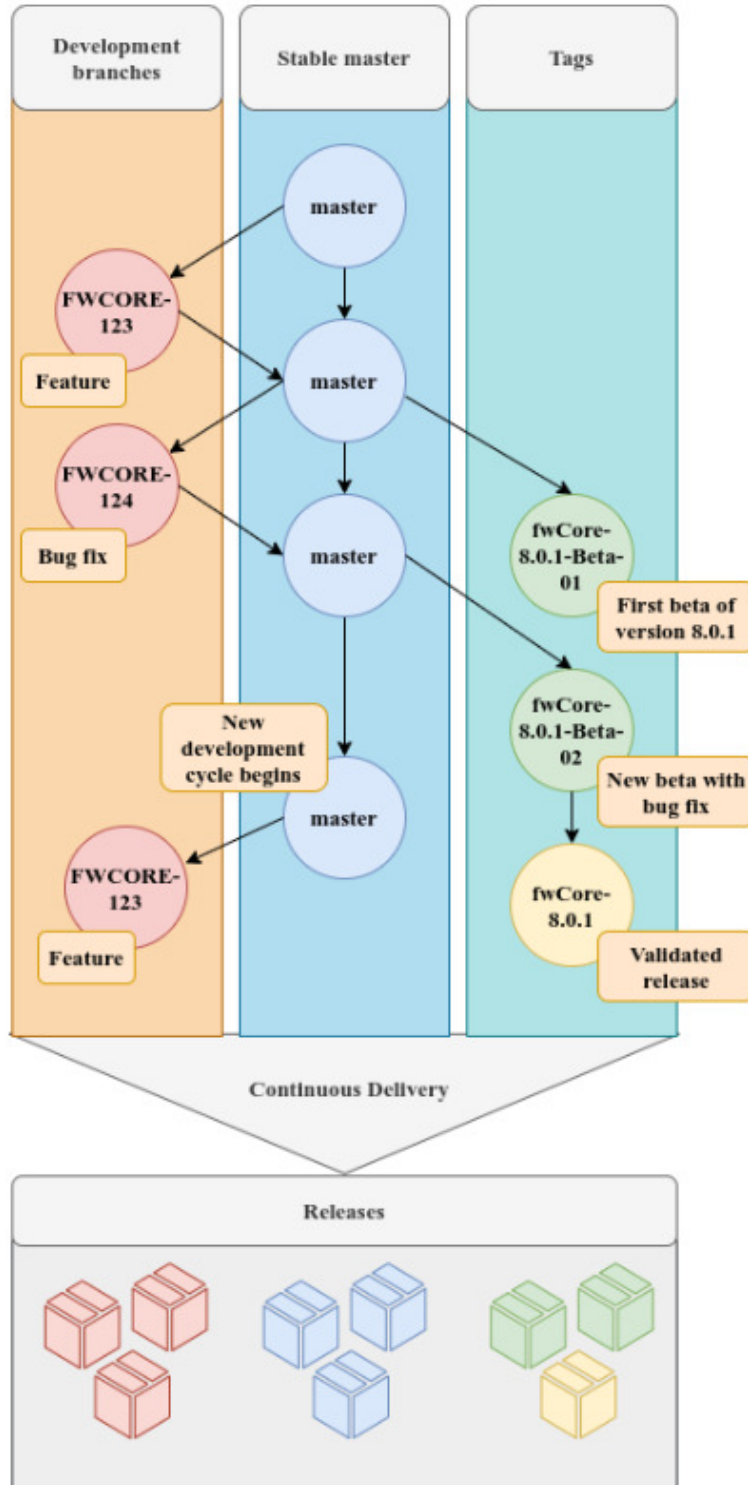 Development
branches
Stable master
Tags
master
FWCORE-
123
Feature
master
FWCORE-
124
Bug fix
master
fwCore-
8.0.1-Beta-
01
First beta of
version 8.0.1
fwCore-
8.0.1-Beta-
02
New beta with
bug fix
New
development
cycle begins
master
FWCORE-
123
Feature
fwCore-
8.0.1
Validated
release
Continuous Delivery
Releases